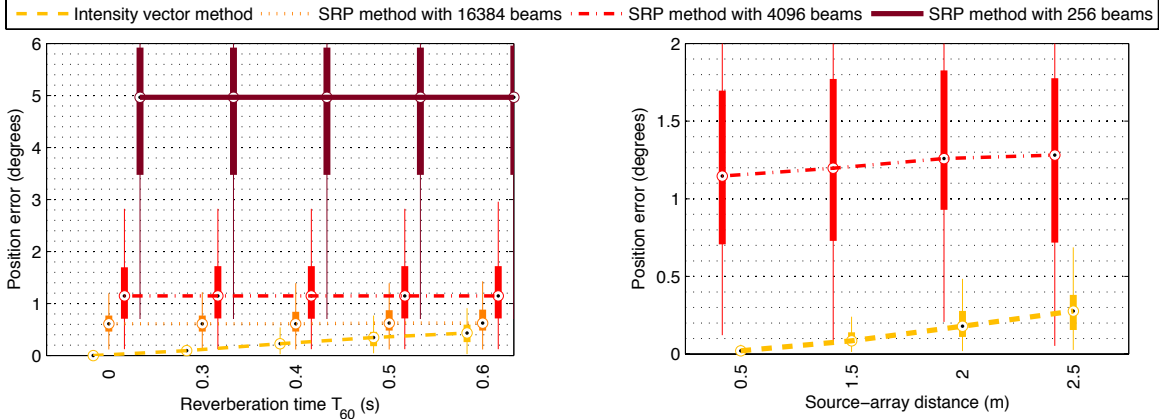 Intensity vector method SRP method with 16384 beams SRP method with 4096 beams SRP method with 256 beams
6
5
4
3
2
1
0
Position error (degrees)
0 0.3 0.4 0.5 0.6
Reverberation time T60 (s)
2
1.5
1
0.5
0
Position error (degrees)
0.5 1.5 2 2.5
Source−array distance (m)